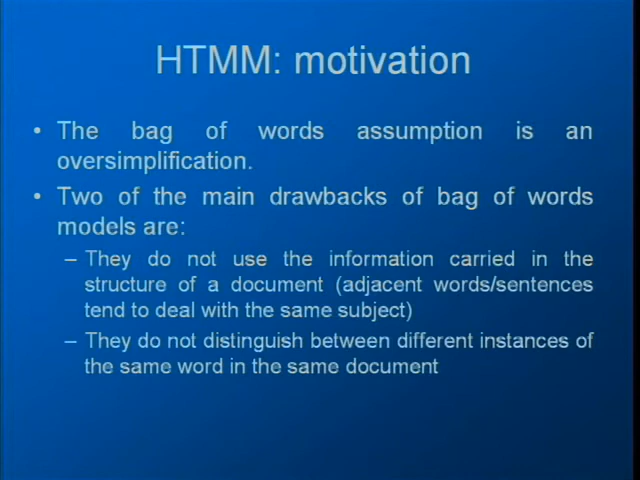 HTMM: motivation
• The bag of words assumption is an
oversimplification.
• Two of the main drawbacks of bag of words
models are:
– They do not use the information carried in the
structure of a document (adjacent words/sentences
tend to deal with the same subject)
– They do not distinguish between different instances of
the same word in the same document